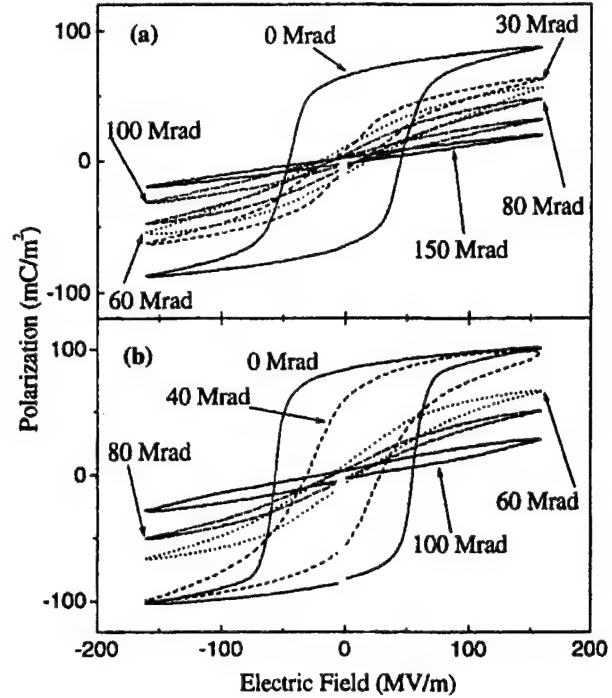 100
(a)
0 Mrad
30 Mrad
100 Mrad
0
80 Mrad
150 Mrad
60 Mrad
-100
Polarization (mC/m²)
100
(b)
0 Mrad
40 Mrad
80 Mrad
0
60 Mrad
100 Mrad
-100
-200 -100 0 100 200
Electric Field (MV/m)